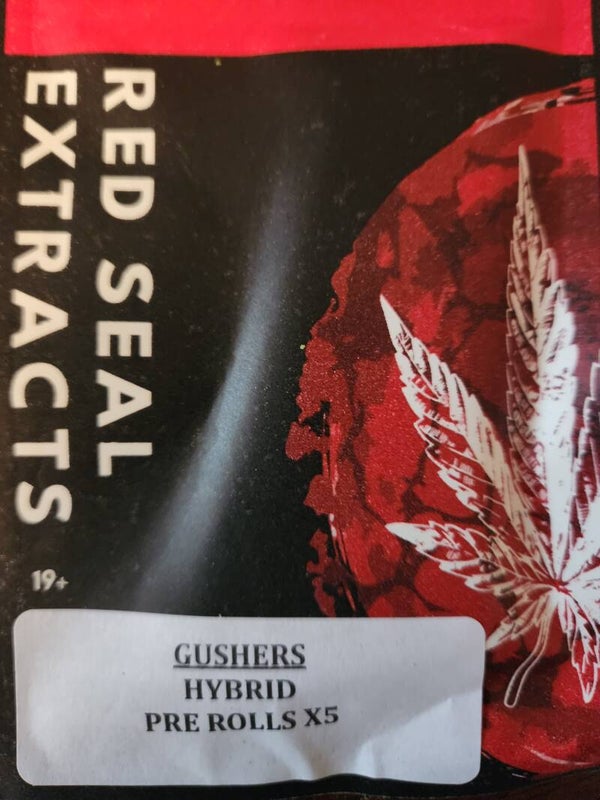 RED SEAL
EXTRACTS
19+
GUSHERS
HYBRID
PRE ROLLS X5